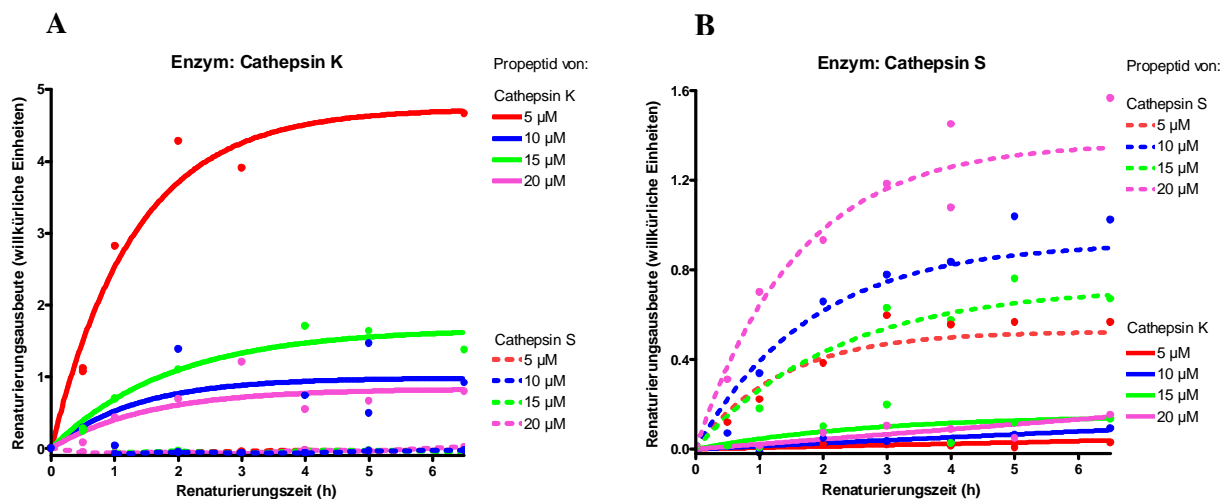 A
Enzym: Cathepsin K
Propeptid von:
Renaturierungsausbeute (willkürliche Einheiten)
5
4
3
2
1
0
0 1 2 3 4 5 6
Renaturierungszeit (h)
Cathepsin K
5 µM
10 µM
15 µM
20 µM
Cathepsin S
5 µM
10 µM
15 µM
20 µM
B
Enzym: Cathepsin S
Propeptid von:
Renaturierungsausbeute (willkürliche Einheiten)
1.6
1.2
0.8
0.4
0.0
0 1 2 3 4 5 6
Renaturierungszeit (h)
Cathepsin S
5 µM
10 µM
15 µM
20 µM
Cathepsin K
5 µM
10 µM
15 µM
20 µM